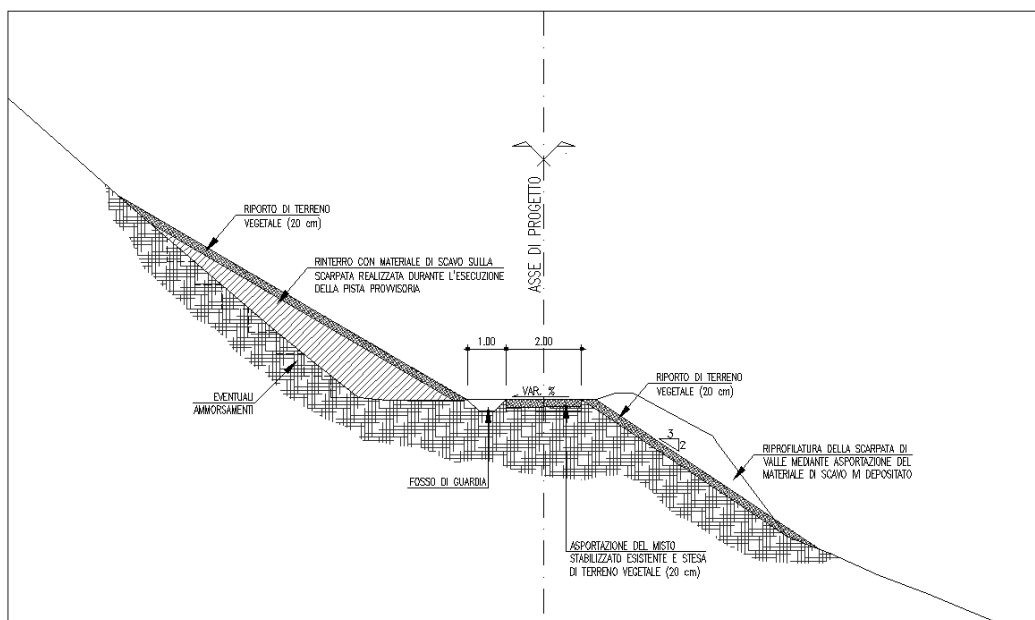 RIPORTO DI TERRENO
VEGETALE (20 cm)
RINTERRO CON MATERIALE DI SCAVO SULLA
SCARPATA REALIZZATA DURANTE L'ESECUZIONE
DELLA PISTA PROVVISORIA
ASSE DI PROGETTO
1.00
2.00
VAR. %
EVENTUALI
AMMORSAMENTI
RIPORTO DI TERRENO
VEGETALE (20 cm)
3
2
RIPROFILATURA DELLA SCARPATA DI
VALLE MEDIANTE ASPORTAZIONE DEL
MATERIALE DI SCAVO IVI DEPOSITATO
FOSSO DI GUARDIA
ASPORTAZIONE DEL MISTO
STABILIZZATO ESISTENTE E STESA
DI TERRENO VEGETALE (20 cm)